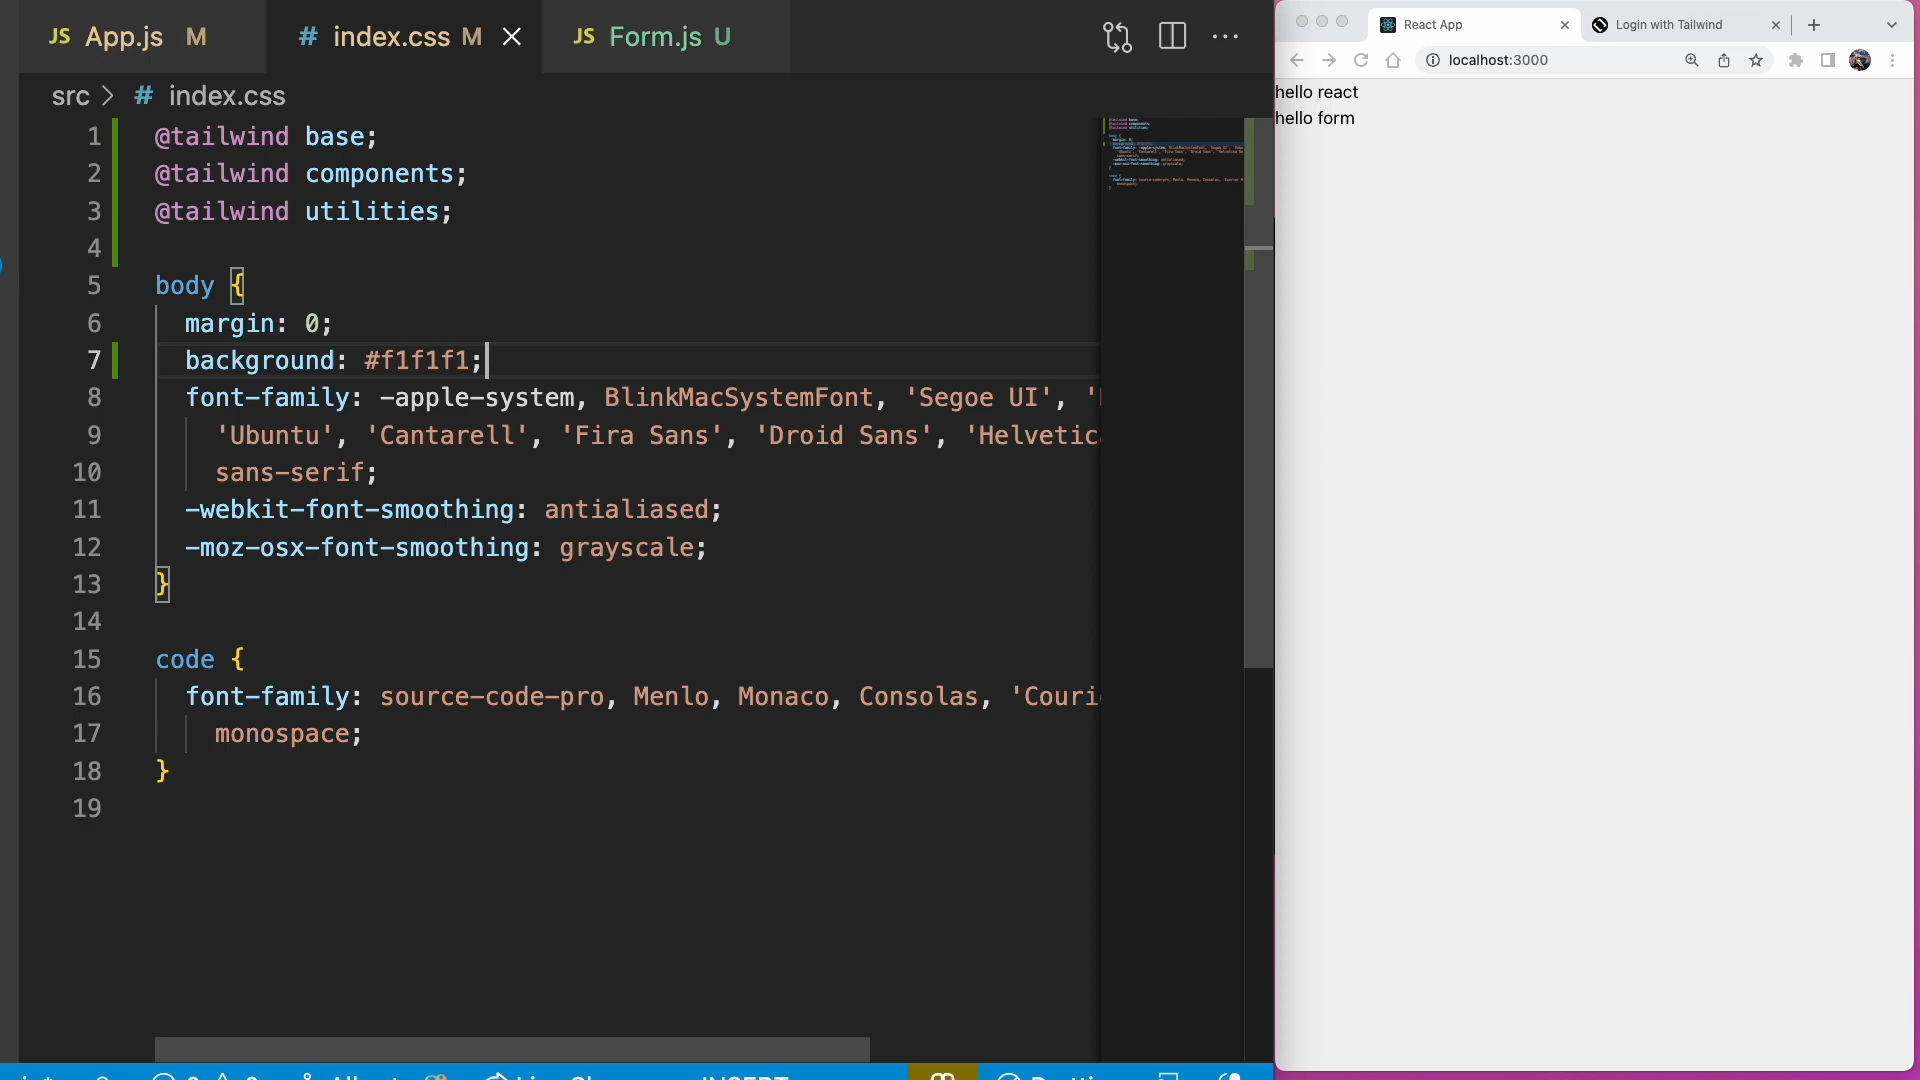 JS App.js M
# index.css M
JS Form.js U
src > # index.css
1 @tailwind base;
2 @tailwind components;
3 @tailwind utilities;
4
5 body {
6 margin: 0;
7 background: #f1f1f1;
8 font-family: -apple-system, BlinkMacSystemFont, 'Segoe UI', '
9 'Ubuntu', 'Cantarell', 'Fira Sans', 'Droid Sans', 'Helvetic
10 sans-serif;
11 -webkit-font-smoothing: antialiased;
12 -moz-osx-font-smoothing: grayscale;
13 }
14
15 code {
16 font-family: source-code-pro, Menlo, Monaco, Consolas, 'Couri
17 monospace;
18 }
19
React App
Login with Tailwind
localhost:3000
hello react
hello form